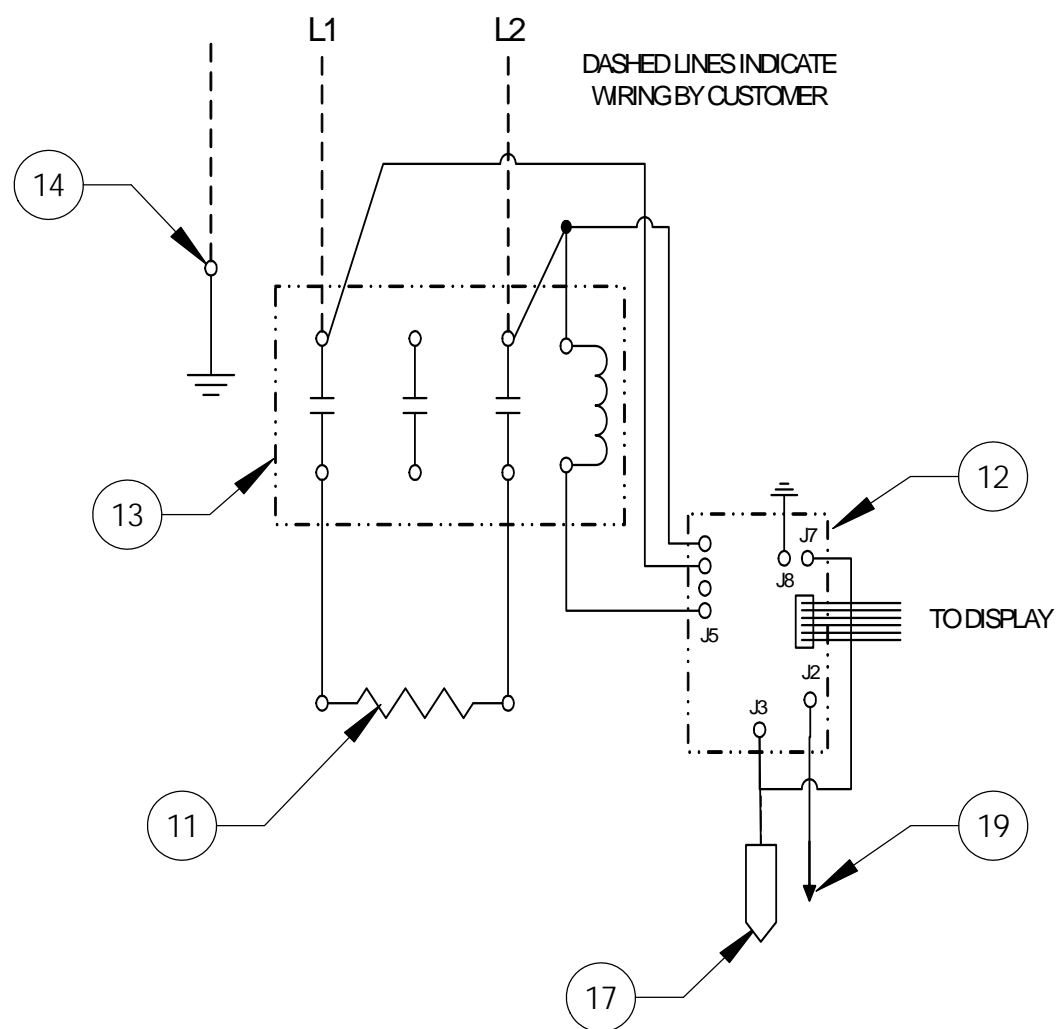 L1
L2
DASHED LINES INDICATE
WIRING BY CUSTOMER
14
13
12
J7
J8
J5
TO DISPLAY
J2
J3
11
19
17